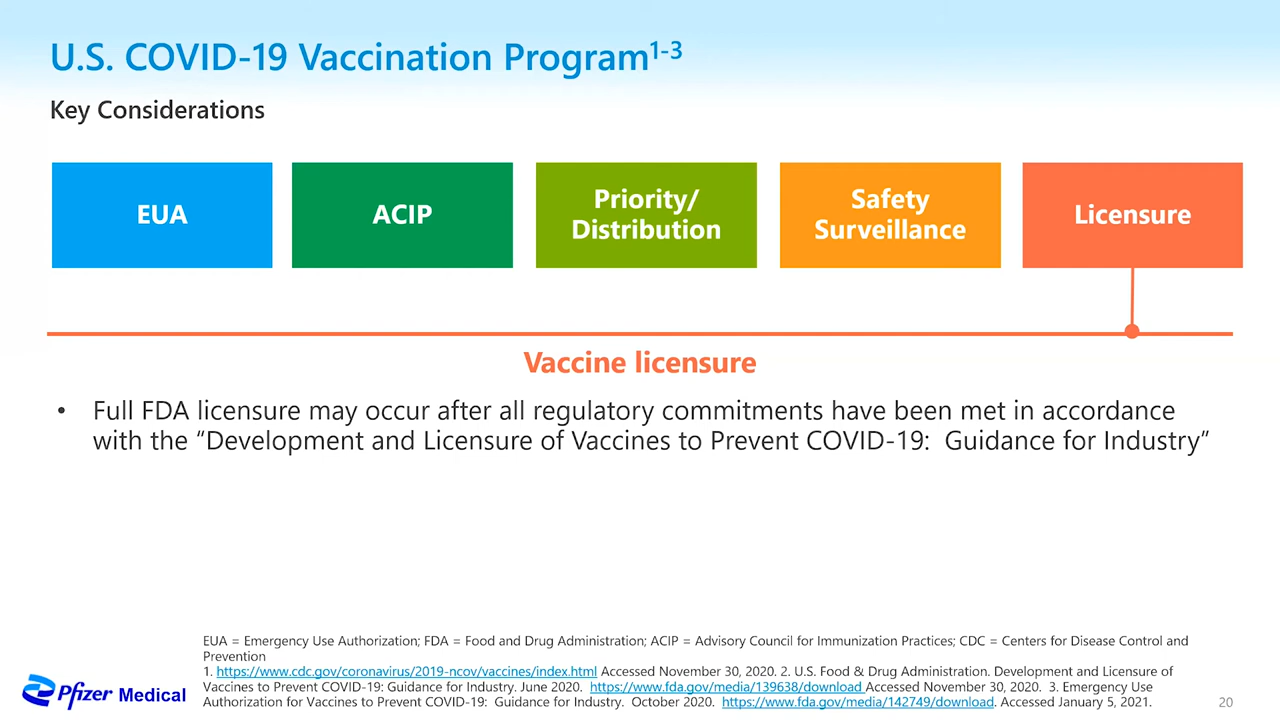 U.S. COVID-19 Vaccination Program1-3
Key Considerations
EUA
ACIP
Priority/
Distribution
Safety
Surveillance
Licensure
Vaccine licensure
• Full FDA licensure may occur after all regulatory commitments have been met in accordance
with the “Development and Licensure of Vaccines to Prevent COVID-19:  Guidance for Industry”
EUA = Emergency Use Authorization; FDA = Food and Drug Administration; ACIP = Advisory Council for Immunization Practices; CDC = Centers for Disease Control and
Prevention
1. https://www.cdc.gov/coronavirus/2019-ncov/vaccines/index.html Accessed November 30, 2020. 2. U.S. Food & Drug Administration. Development and Licensure of
Vaccines to Prevent COVID-19: Guidance for Industry. June 2020.  https://www.fda.gov/media/139638/download Accessed November 30, 2020.  3. Emergency Use
Authorization for Vaccines to Prevent COVID-19:  Guidance for Industry.  October 2020.  https://www.fda.gov/media/142749/download. Accessed January 5, 2021.
Pfizer Medical
20